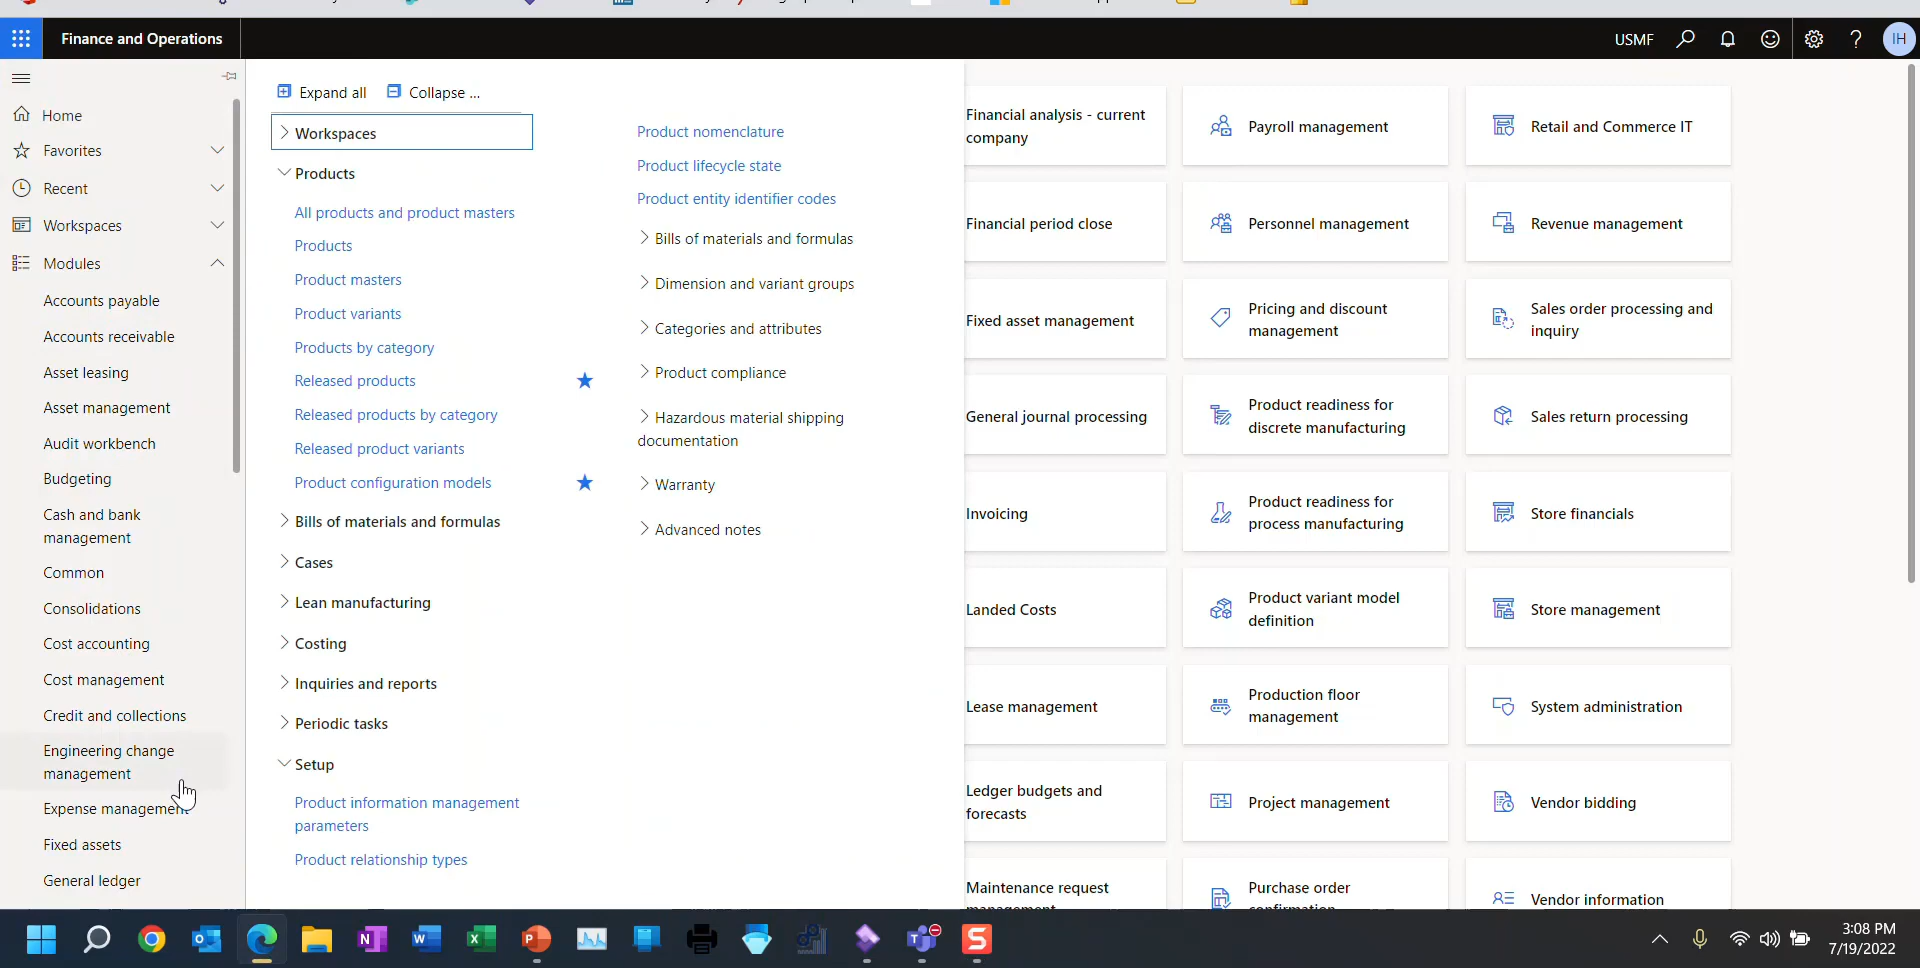 Finance and Operations
USMF
IH
Home
Favorites
Recent
Workspaces
Modules
Accounts payable
Accounts receivable
Asset leasing
Asset management
Audit workbench
Budgeting
Cash and bank
management
Common
Consolidations
Cost accounting
Cost management
Credit and collections
Engineering change
management
Expense management
Fixed assets
General ledger
Expand all
Collapse ...
Workspaces
Products
All products and product masters
Products
Product masters
Product variants
Products by category
Released products
Released products by category
Released product variants
Product configuration models
Bills of materials and formulas
Cases
Lean manufacturing
Costing
Inquiries and reports
Periodic tasks
Setup
Product information management
parameters
Product relationship types
Product nomenclature
Product lifecycle state
Product entity identifier codes
Bills of materials and formulas
Dimension and variant groups
Categories and attributes
Product compliance
Hazardous material shipping
documentation
Warranty
Advanced notes
Financial analysis - current
company
Financial period close
Fixed asset management
General journal processing
Invoicing
Landed Costs
Lease management
Ledger budgets and
forecasts
Maintenance request
management
Payroll management
Personnel management
Pricing and discount
management
Product readiness for
discrete manufacturing
Product readiness for
process manufacturing
Product variant model
definition
Production floor
management
Project management
Purchase order
confirmation
Retail and Commerce IT
Revenue management
Sales order processing and
inquiry
Sales return processing
Store financials
Store management
System administration
Vendor bidding
Vendor information
3:08 PM
7/19/2022